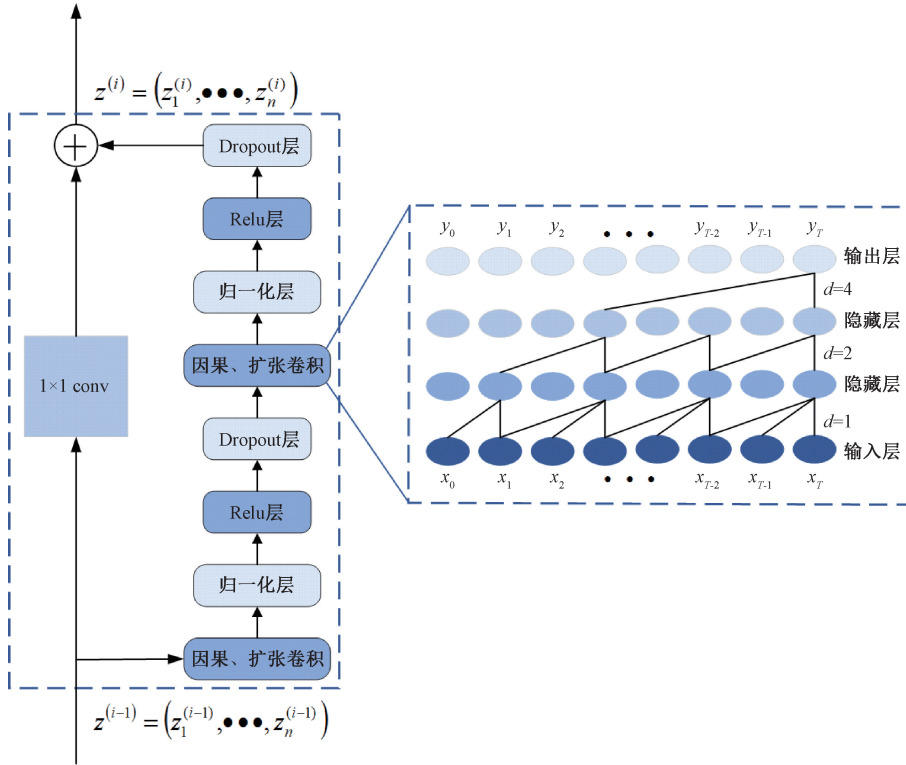 z^(i) = (z_1^(i), •••, z_n^(i))
Dropout层
Relu层
归一化层
因果、扩张卷积
1×1 conv
Dropout层
Relu层
归一化层
因果、扩张卷积
z^(i−1) = (z_1^(i−1), •••, z_n^(i−1))
y_0 y_1 y_2 • • • y_T-2 y_T-1 y_T
输出层
d=4
隐藏层
d=2
隐藏层
d=1
输入层
x_0 x_1 x_2 • • • x_T-2 x_T-1 x_T